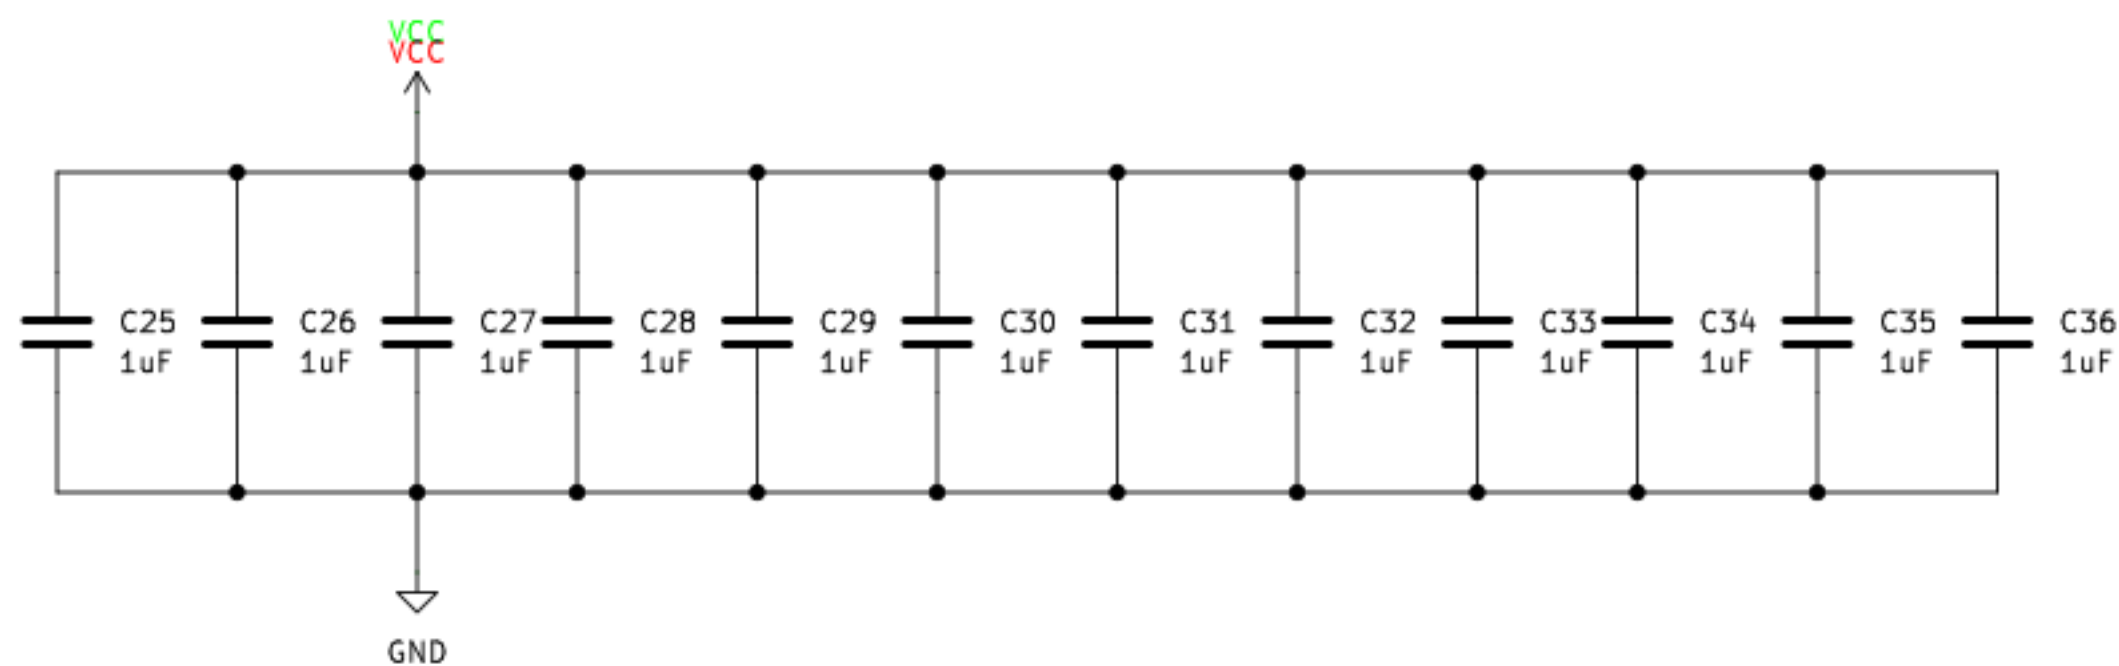 VCC
VCC
C25 C26 C27 C28 C29 C30 C31 C32 C33 C34 C35 C36
1uF 1uF 1uF 1uF 1uF 1uF 1uF 1uF 1uF 1uF 1uF 1uF
GND